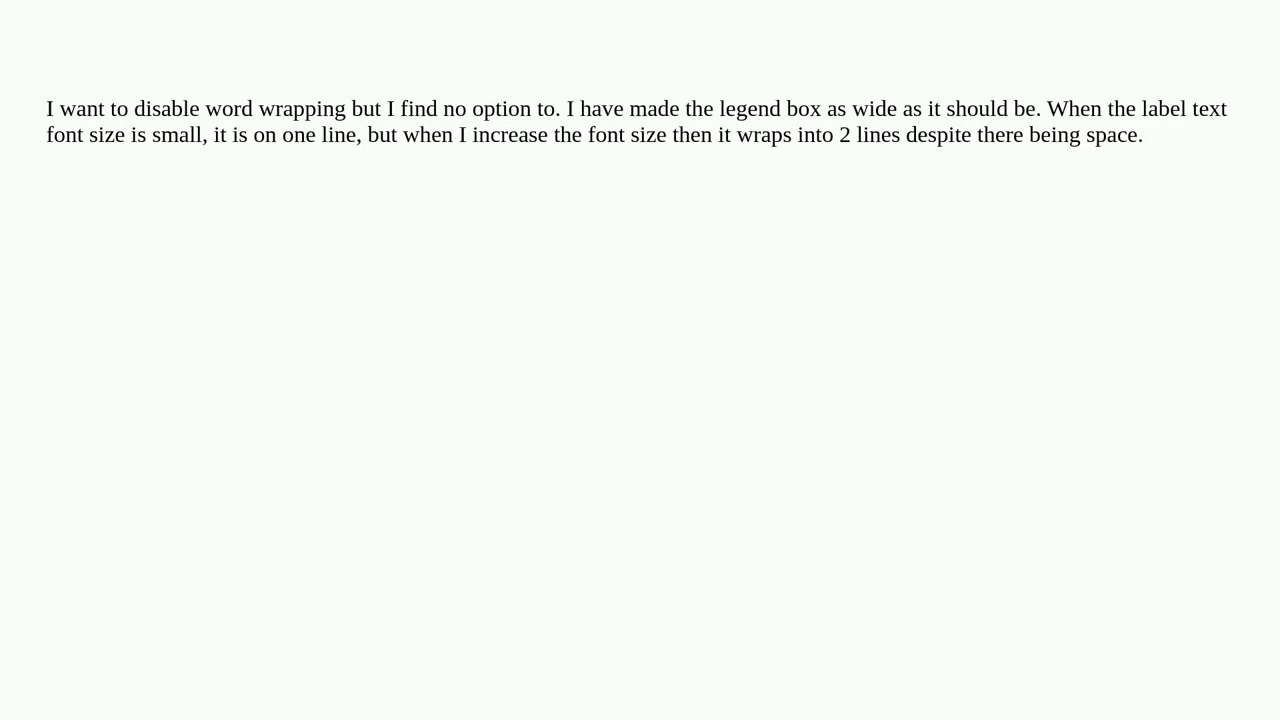 I want to disable word wrapping but I find no option to. I have made the legend box as wide as it should be. When the label text
font size is small, it is on one line, but when I increase the font size then it wraps into 2 lines despite there being space.